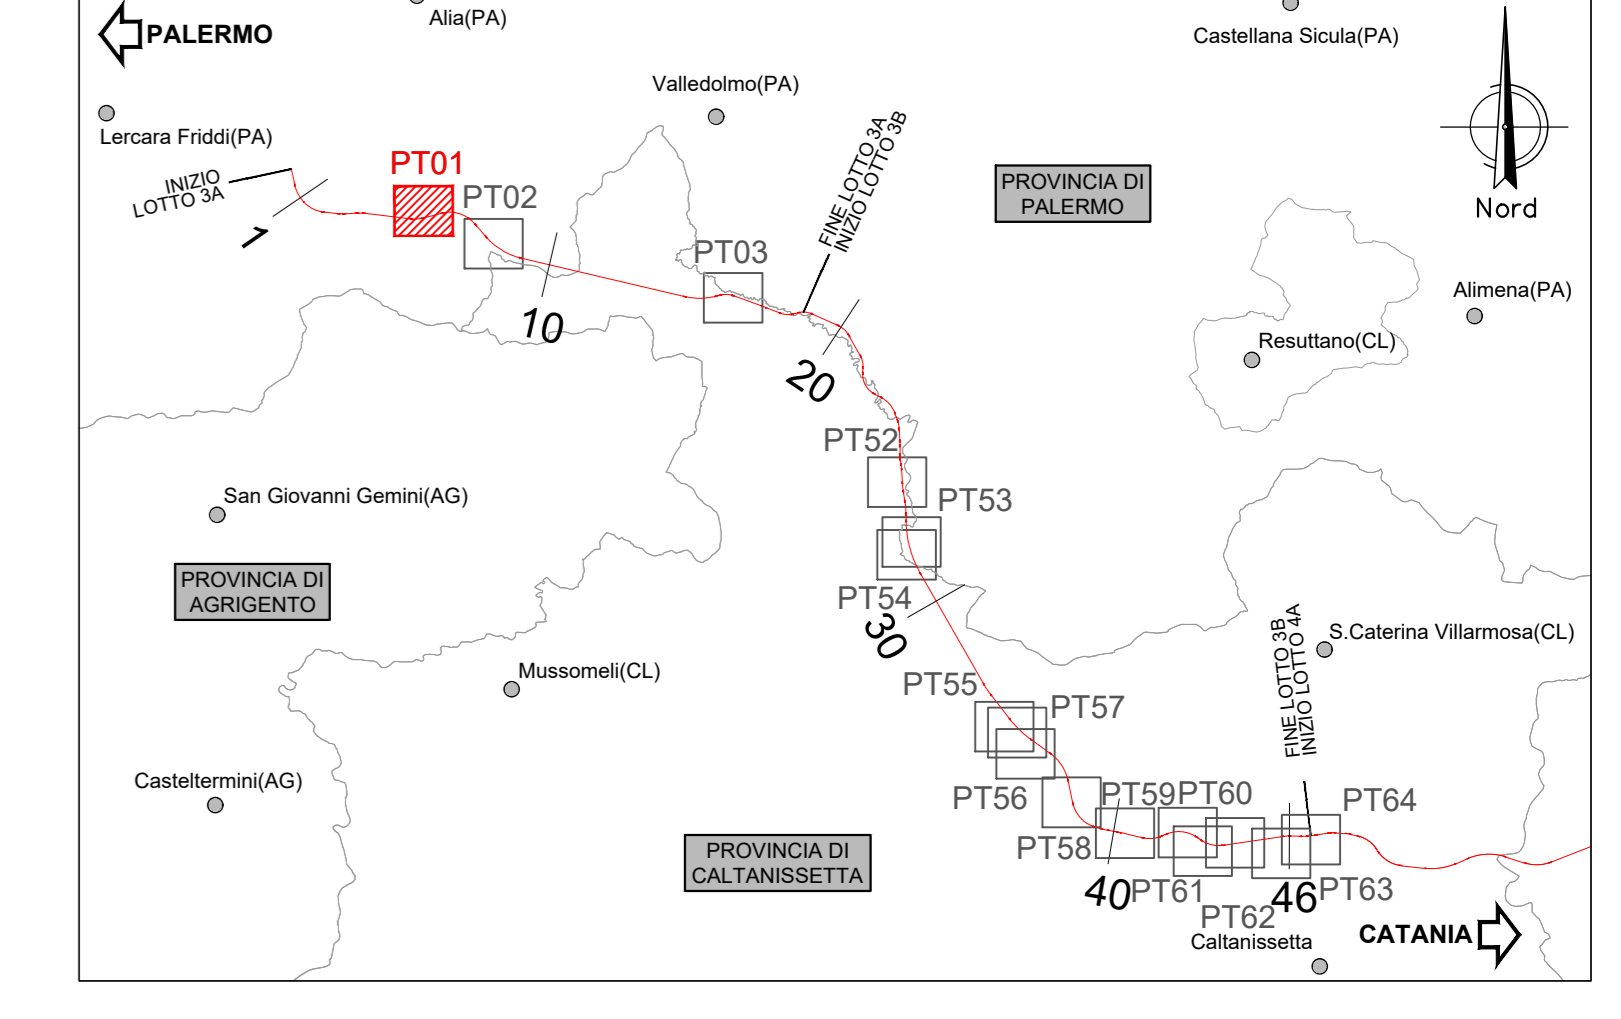 PALERMO
Alia(PA)
Castellana Sicula(PA)
Valledolmo(PA)
Lercara Friddi(PA)
INIZIO
LOTTO 3A
1
PT01
PT02
10
PT03
FINE LOTTO 3A
INIZIO LOTTO 3B
PROVINCIA DI
PALERMO
Nord
Alimena(PA)
Resuttano(CL)
20
PT52
PT53
San Giovanni Gemini(AG)
PROVINCIA DI
AGRIGENTO
PT54
30
S.Caterina Villarmosa(CL)
FINE LOTTO 3B
INIZIO LOTTO 4A
Mussomeli(CL)
PT55
PT57
Casteltermini(AG)
PT56
PT59
PT60
PT64
PT58
PROVINCIA DI
CALTANISSETTA
40
PT61
46
PT63
PT62
Caltanissetta
CATANIA